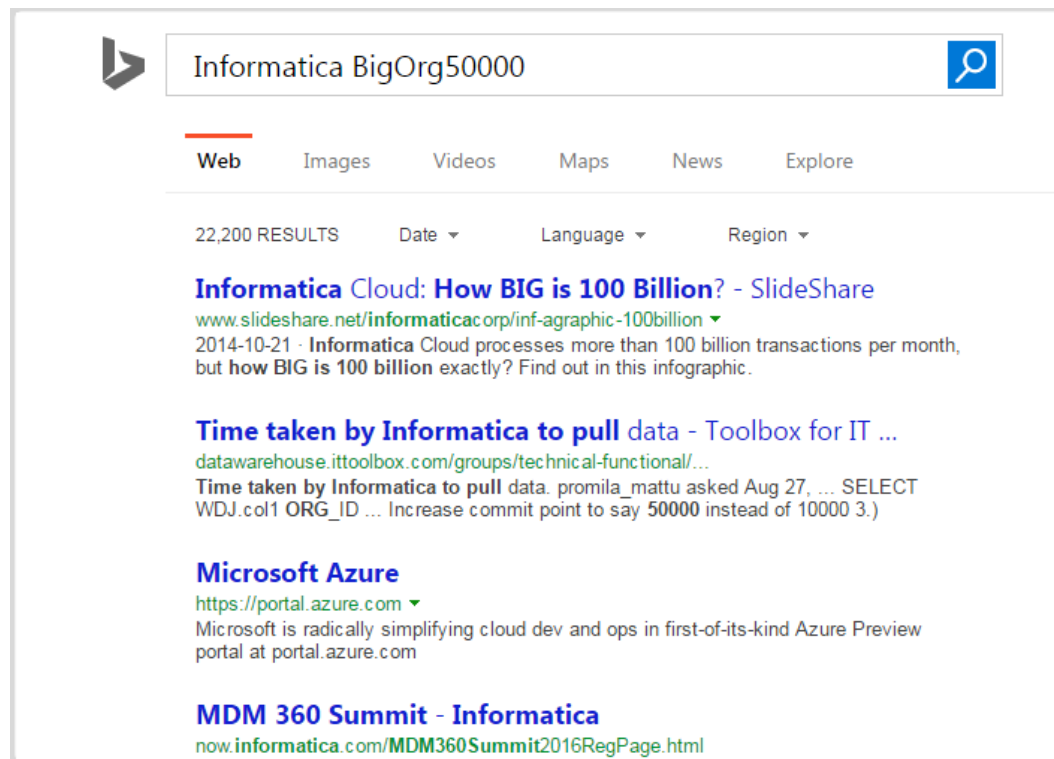 Informatica BigOrg50000
Web Images Videos Maps News Explore
22,200 RESULTS Date Language Region
Informatica Cloud: How BIG is 100 Billion? - SlideShare
www.slideshare.net/informaticacorp/inf-agraphic-100billion
2014-10-21 · Informatica Cloud processes more than 100 billion transactions per month,
but how BIG is 100 billion exactly? Find out in this infographic.
Time taken by Informatica to pull data - Toolbox for IT ...
datawarehouse.ittoolbox.com/groups/technical-functional/...
Time taken by Informatica to pull data. promila_mattu asked Aug 27, ... SELECT
WDJ.col1 ORG_ID ... Increase commit point to say 50000 instead of 10000 3.)
Microsoft Azure
https://portal.azure.com
Microsoft is radically simplifying cloud dev and ops in first-of-its-kind Azure Preview
portal at portal.azure.com
MDM 360 Summit - Informatica
now.informatica.com/MDM360Summit2016RegPage.html